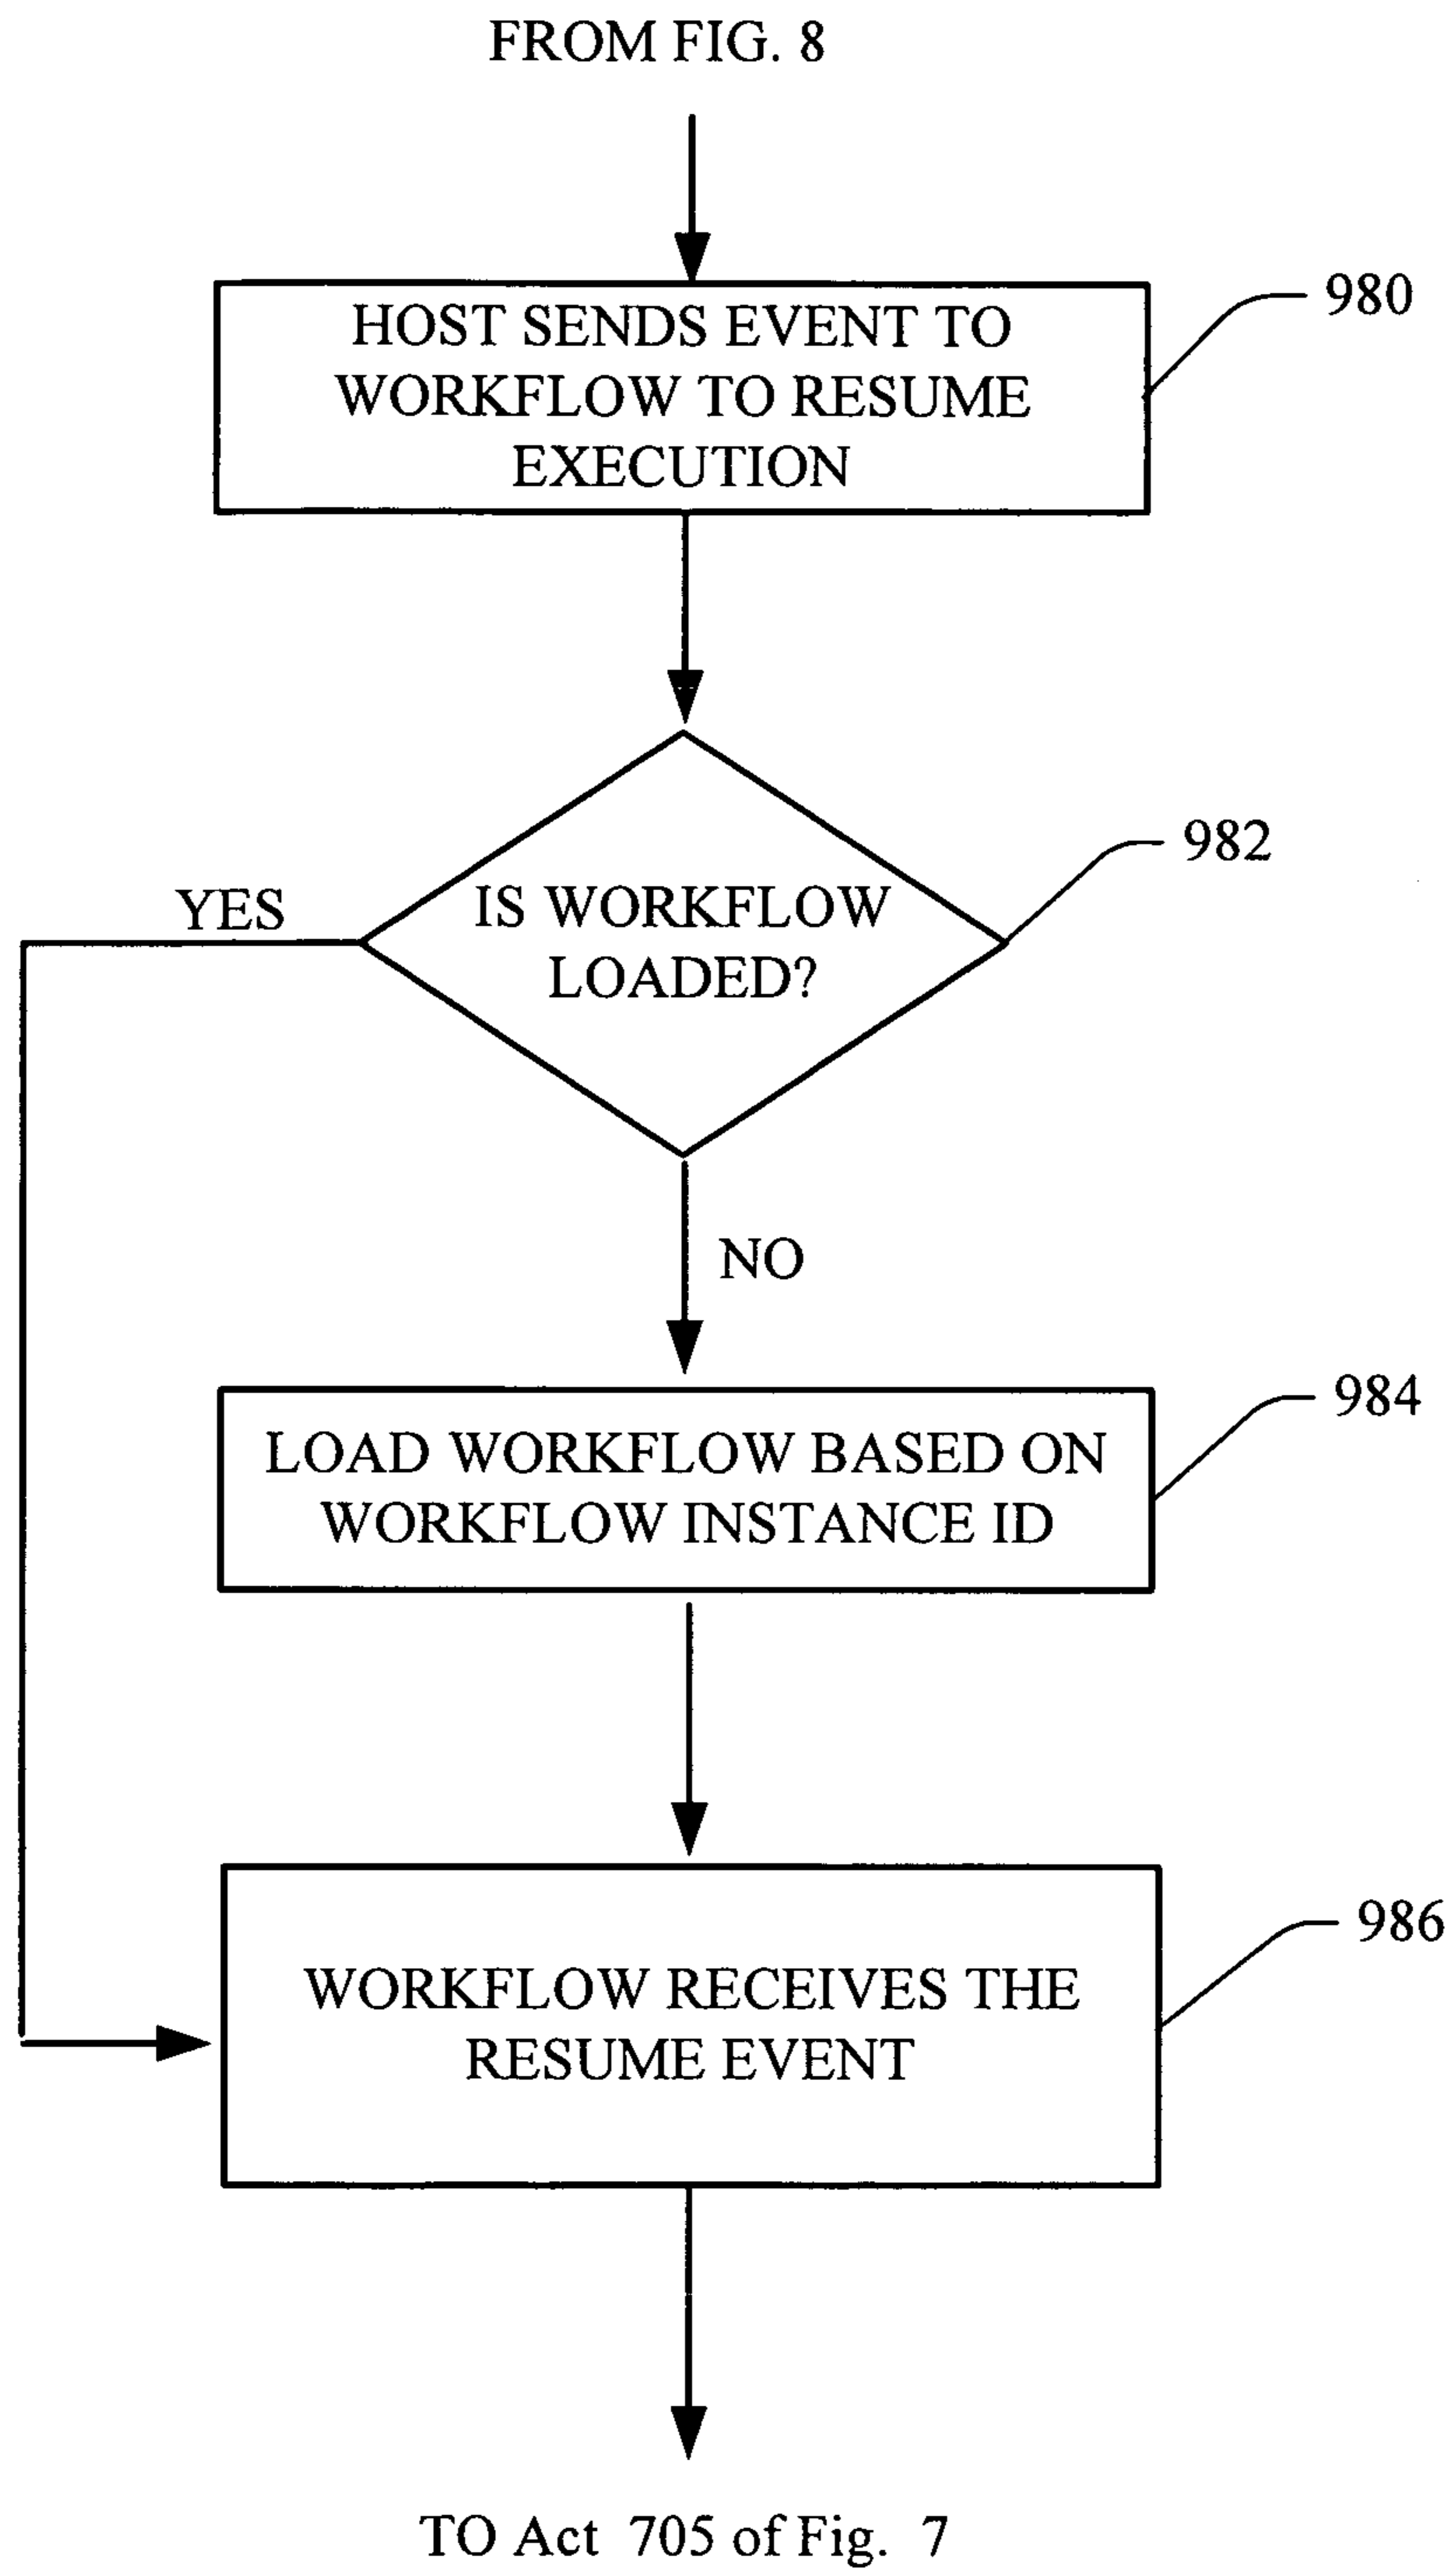 FROM FIG. 8
HOST SENDS EVENT TO
WORKFLOW TO RESUME
EXECUTION
980
IS WORKFLOW
LOADED?
982
YES
NO
LOAD WORKFLOW BASED ON
WORKFLOW INSTANCE ID
984
WORKFLOW RECEIVES THE
RESUME EVENT
986
TO Act 705 of Fig. 7